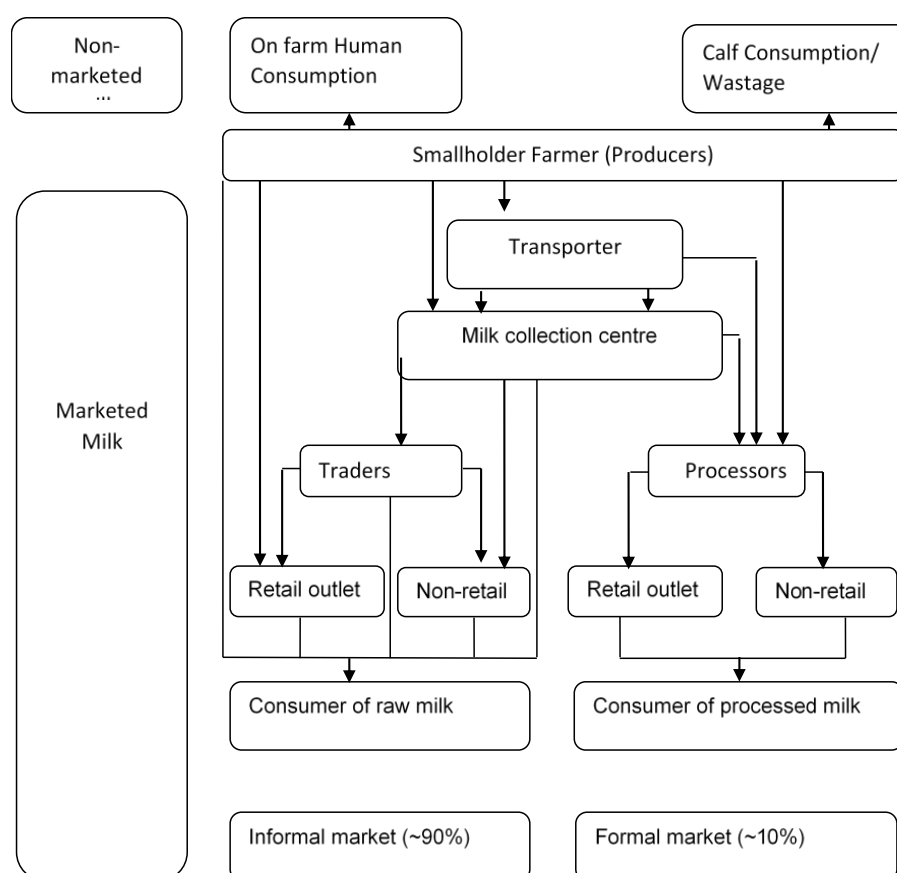 Non-
marketed
...
On farm Human
Consumption
Calf Consumption/
Wastage
Smallholder Farmer (Producers)
Transporter
Milk collection centre
Marketed
Milk
Traders
Processors
Retail outlet
Non-retail
Retail outlet
Non-retail
Consumer of raw milk
Consumer of processed milk
Informal market (~90%)
Formal market (~10%)